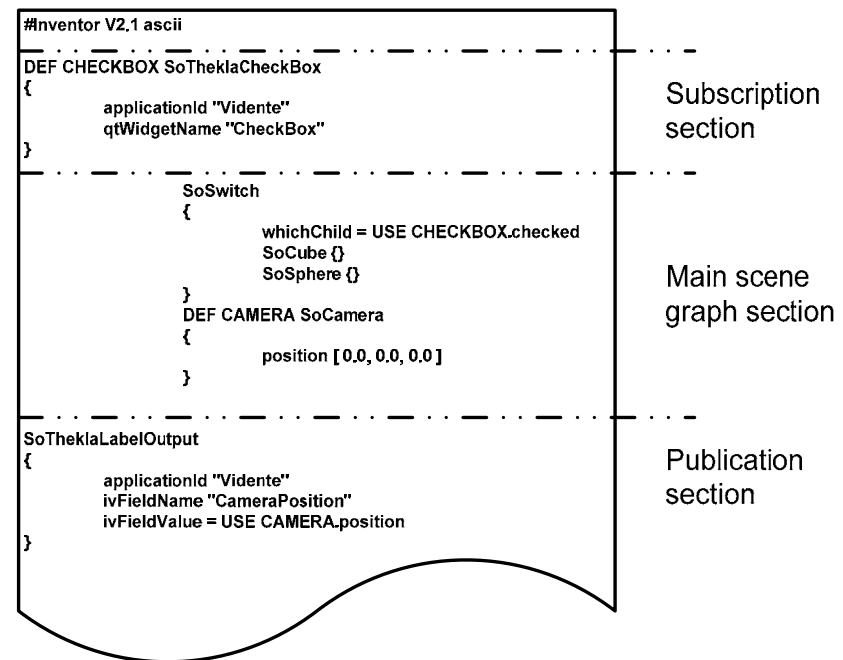 #Inventor V2.1 ascii
DEF CHECKBOX SoTheklaCheckBox
{
applicationId "Vidente"
qtWidgetName "CheckBox"
}
Subscription
section
SoSwitch
{
whichChild = USE CHECKBOX.checked
SoCube {}
SoSphere {}
}
DEF CAMERA SoCamera
{
position [ 0.0, 0.0, 0.0 ]
}
Main scene
graph section
SoTheklaLabelOutput
{
applicationId "Vidente"
ivFieldName "CameraPosition"
ivFieldValue = USE CAMERA.position
}
Publication
section